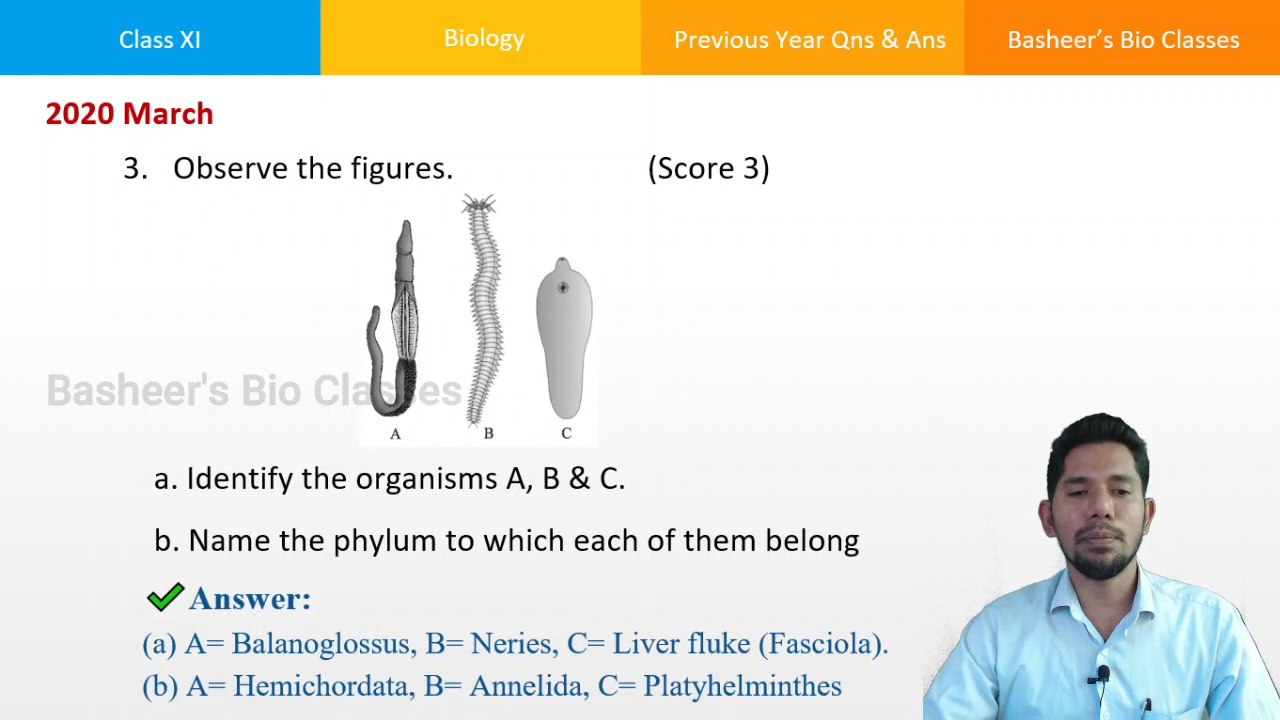 Class XI
Biology
Previous Year Qns & Ans
Basheer's Bio Classes
2020 March
3. Observe the figures. (Score 3)
Basheer's Bio Classes
A B C
a. Identify the organisms A, B & C.
b. Name the phylum to which each of them belong
Answer:
(a) A= Balanoglossus, B= Neries, C= Liver fluke (Fasciola).
(b) A= Hemichordata, B= Annelida, C= Platyhelminthes